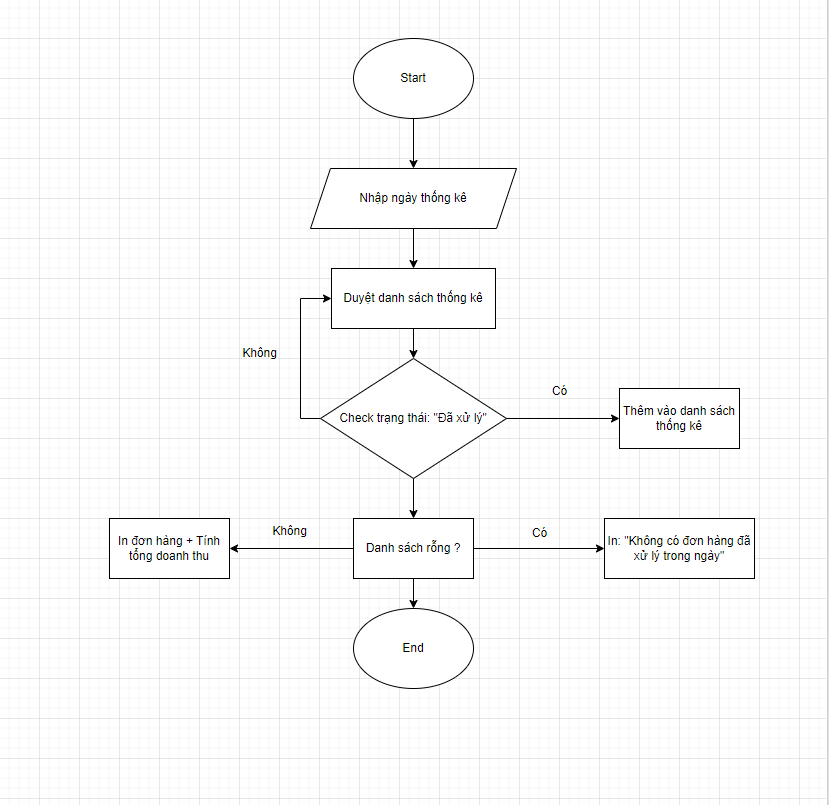 Start
Nhập ngày thống kê
Duyệt danh sách thống kê
Không
Có
Check trạng thái: "Đã xử lý"
Thêm vào danh sách
thống kê
Không
Có
In đơn hàng + Tính
tổng doanh thu
Danh sách rỗng ?
In: "Không có đơn hàng đã
xử lý trong ngày"
End